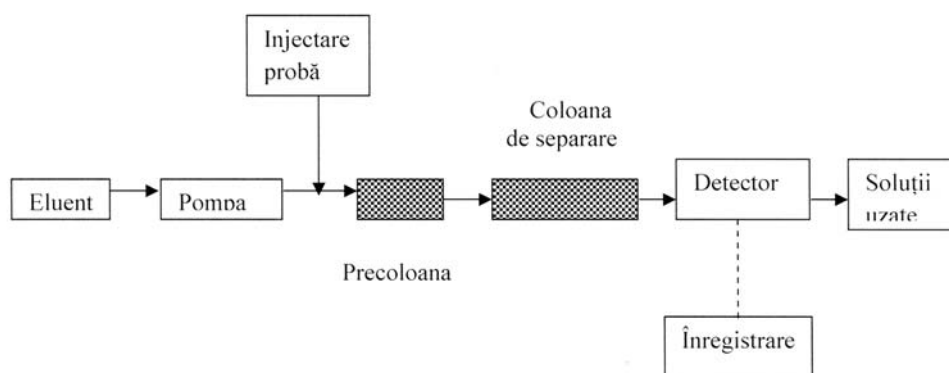 Injectare
probă
Coloana
de separare
Eluent
Pompa
Detector
Soluții
uzate
Precoloana
Înregistrare